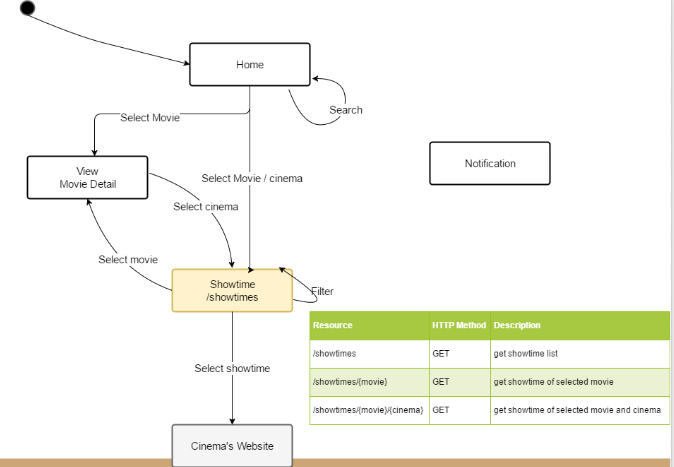 Home
Search
Select Movie
Notification
View
Movie Detail
Select Movie / cinema
Select cinema
Select movie
Showtime
/showtimes
Filter
Resource HTTP Method Description
/showtimes GET get showtime list
/showtimes/{movie} GET get showtime of selected movie
/showtimes/{movie}/{cinema} GET get showtime of selected movie and cinema
Select showtime
Cinema's Website